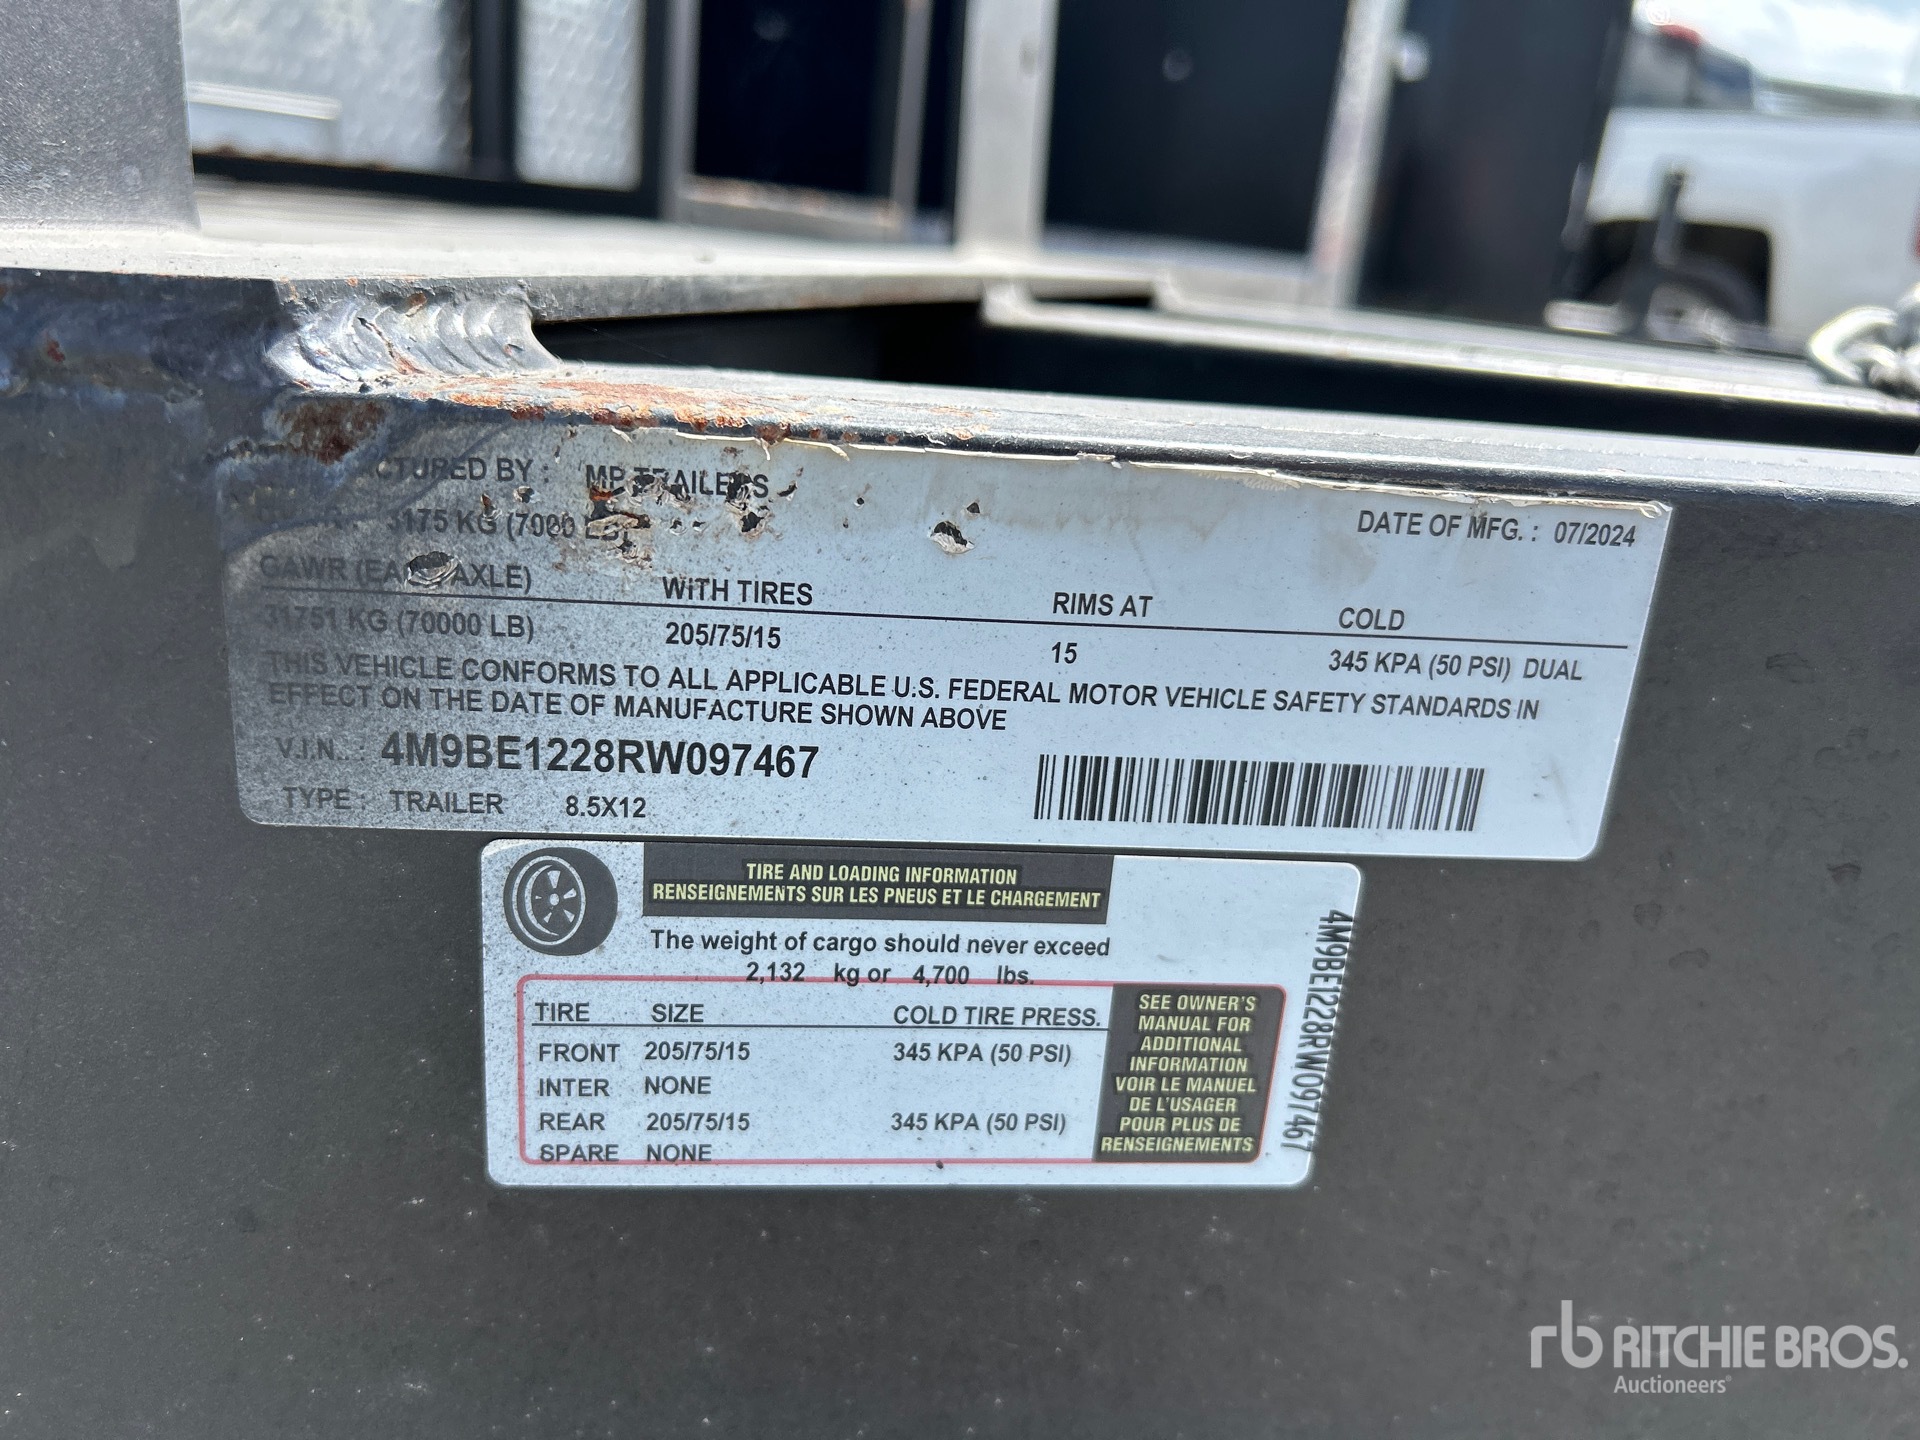 CTURED BY : MP TRAILERS
3175 KG (7000 LB)
DATE OF MFG. : 07/2024
GAWR (EACH AXLE) WITH TIRES RIMS AT COLD
31751 KG (70000 LB) 205/75/15 15 345 KPA (50 PSI) DUAL
THIS VEHICLE CONFORMS TO ALL APPLICABLE U.S. FEDERAL MOTOR VEHICLE SAFETY STANDARDS IN
EFFECT ON THE DATE OF MANUFACTURE SHOWN ABOVE
V.I.N.. : 4M9BE1228RW097467
TYPE : TRAILER 8.5X12
TIRE AND LOADING INFORMATION
RENSEIGNEMENTS SUR LES PNEUS ET LE CHARGEMENT
The weight of cargo should never exceed
2,132 kg or 4,700 lbs.
TIRE SIZE COLD TIRE PRESS.
FRONT 205/75/15 345 KPA (50 PSI)
INTER NONE
REAR 205/75/15 345 KPA (50 PSI)
SPARE NONE
SEE OWNER'S
MANUAL FOR
ADDITIONAL
INFORMATION
VOIR LE MANUEL
DE L'USAGER
POUR PLUS DE
RENSEIGNEMENTS
4M9BE1228RW097467
rb RITCHIE BROS.
Auctioneers